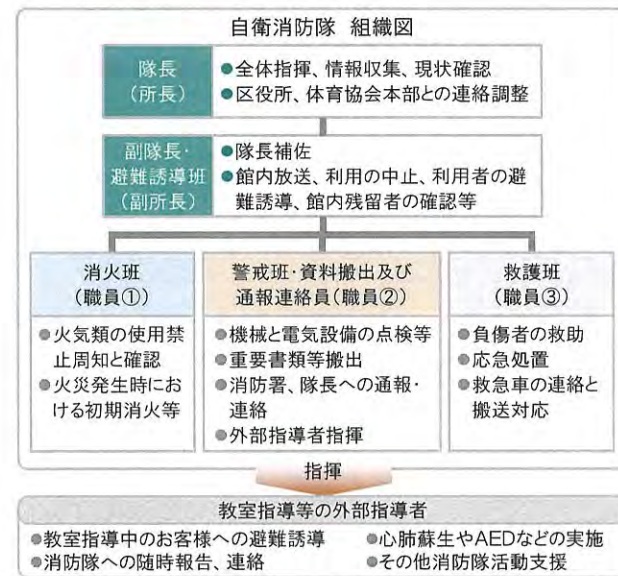 自衛消防隊 組織図
隊長
(所長)
●全体指揮、情報収集、現状確認
●区役所、体育協会本部との連絡調整
副隊長・
避難誘導班
(副所長)
●隊長補佐
●館内放送、利用の中止、利用者の避
難誘導、館内残留者の確認等
消火班
(職員①)
●火気類の使用禁
止周知と確認
●火災発生時にお
ける初期消火等
警戒班・資料搬出及び
通報連絡員(職員②)
●機械と電気設備の点検等
●重要書類等搬出
●消防署、隊長への通報・
連絡
●外部指導者指揮
救護班
(職員③)
●負傷者の救助
●応急処置
●救急車の連絡と
搬送対応
指揮
教室指導等の外部指導者
●教室指導中のお客様への避難誘導
●消防隊への随時報告、連絡
●心肺蘇生やAEDなどの実施
●その他消防隊活動支援